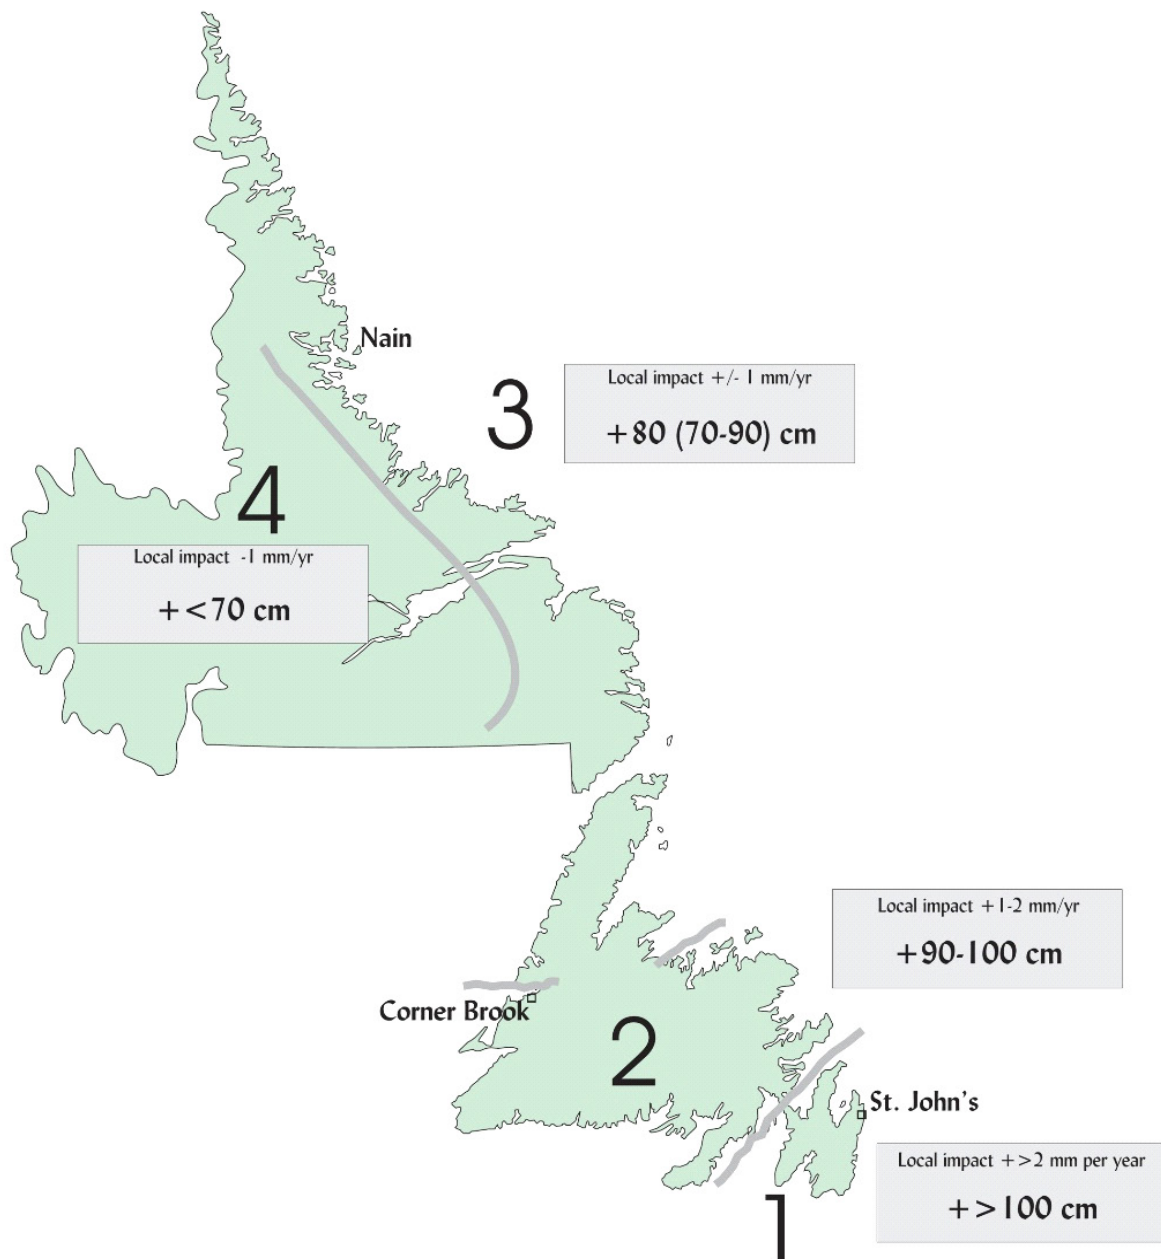 Nain
3
Local impact +/- 1 mm/yr
+80 (70-90) cm
4
Local impact -1 mm/yr
+<70 cm
Local impact +1-2 mm/yr
+90-100 cm
Corner Brook
2
St. John's
Local impact +>2 mm per year
+>100 cm
1